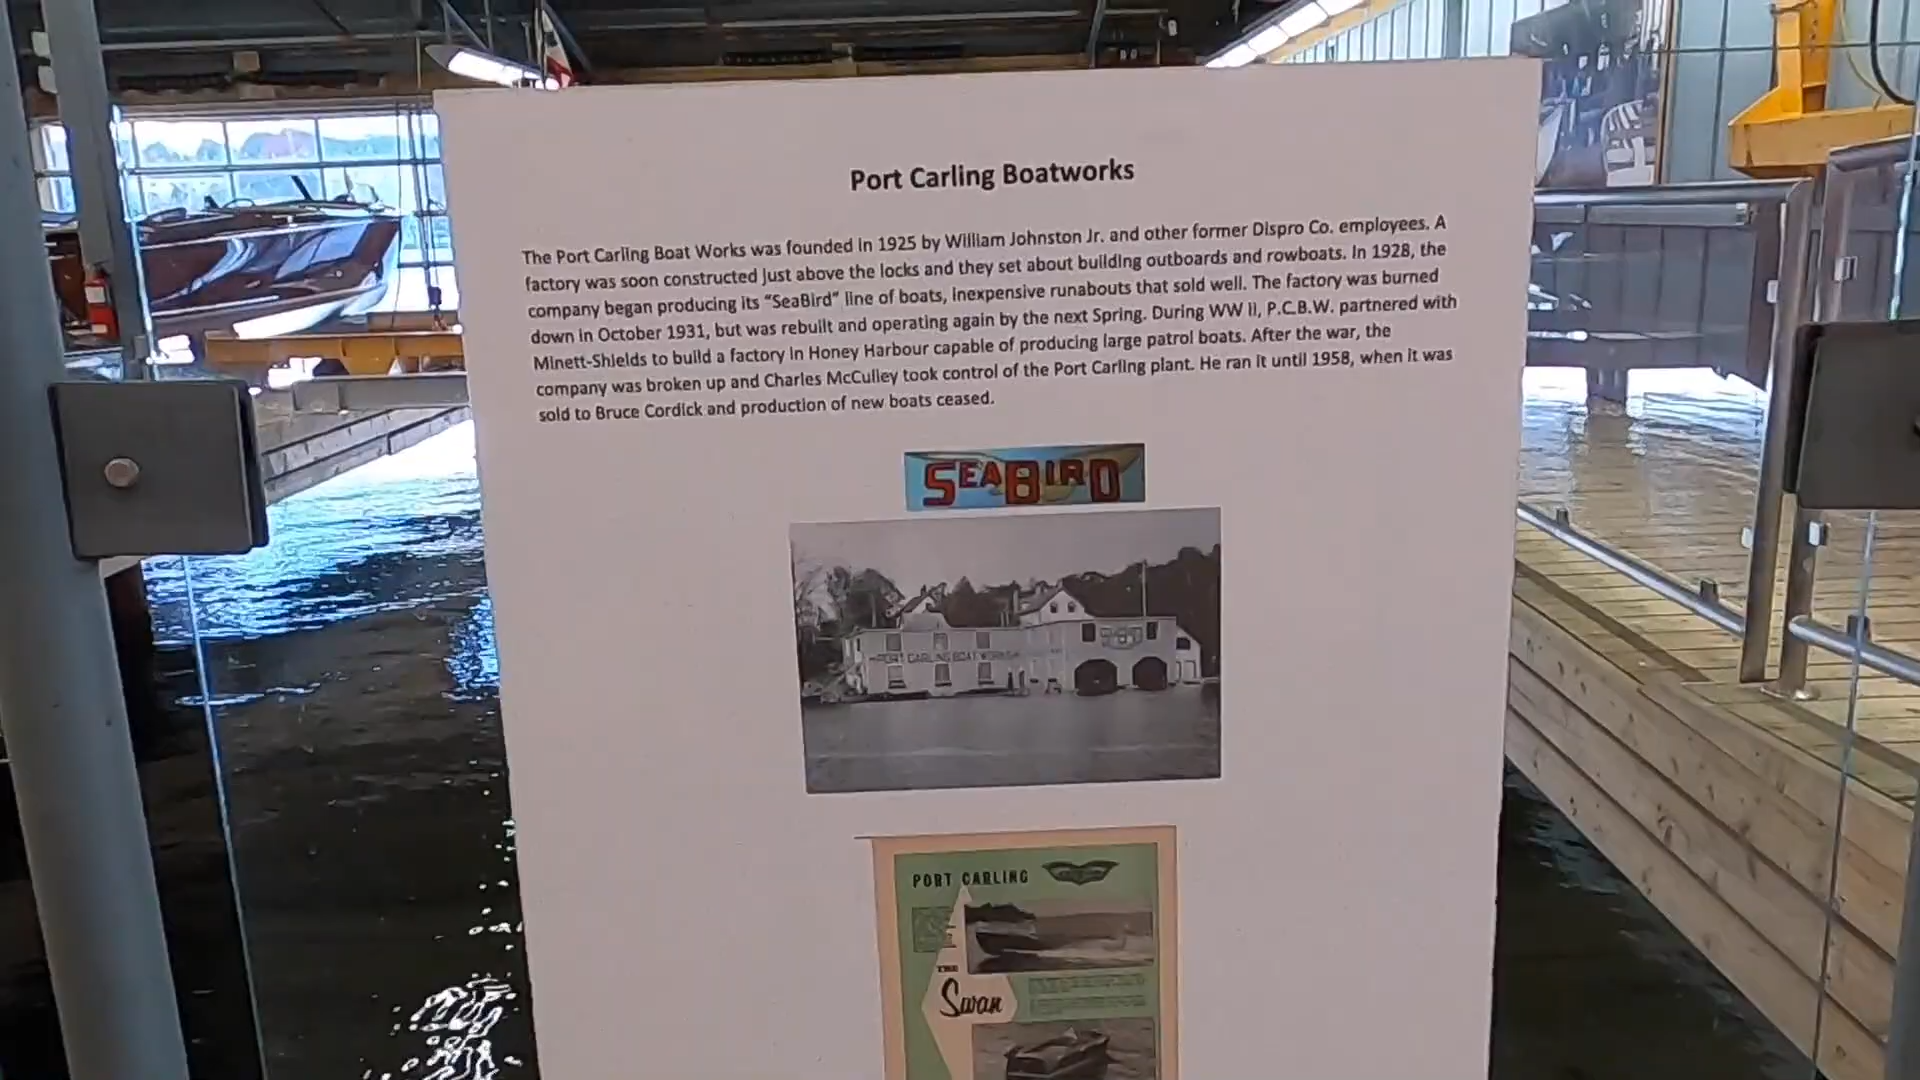 Port Carling Boatworks
The Port Carling Boat Works was founded in 1925 by William Johnston Jr. and other former Dispro Co. employees. A
factory was soon constructed just above the locks and they set about building outboards and rowboats. In 1928, the
company began producing its “SeaBird” line of boats, inexpensive runabouts that sold well. The factory was burned
down in October 1931, but was rebuilt and operating again by the next Spring. During WW II, P.C.B.W. partnered with
Minett-Shields to build a factory in Honey Harbour capable of producing large patrol boats. After the war, the
company was broken up and Charles McCulley took control of the Port Carling plant. He ran it until 1958, when it was
sold to Bruce Cordick and production of new boats ceased.
SEABIRD
PORT CARLING BOAT WORKS
PORT CARLING
THE
Swan